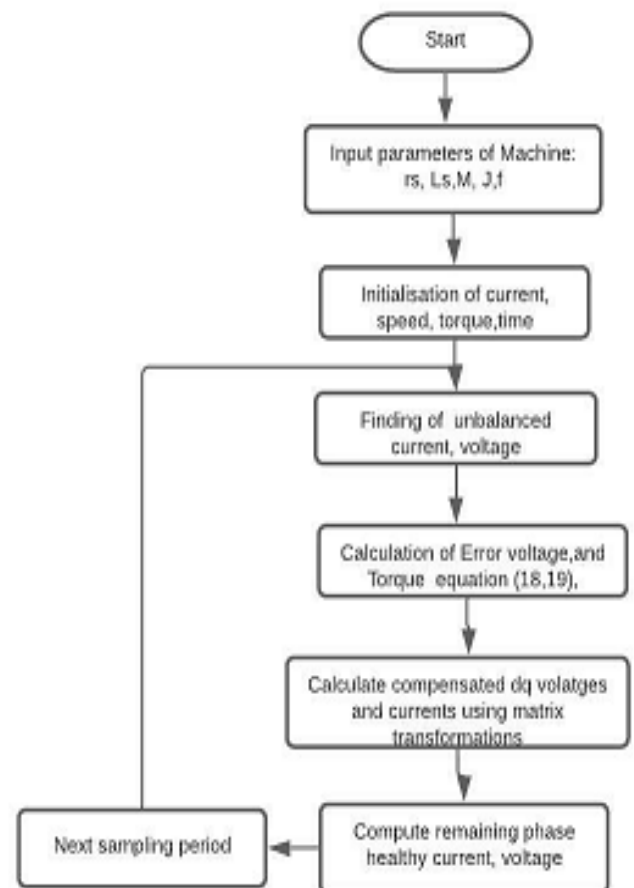 Start
Input parameters of Machine:
rs, Ls,M, J,f
Initialisation of current,
speed, torque,time
Finding of unbalanced
current, voltage
Calculation of Error voltage,and
Torque equation (18,19),
Calculate compensated dq volatges
and currents using matrix
transformations
Compute remaining phase
healthy current, voltage
Next sampling period